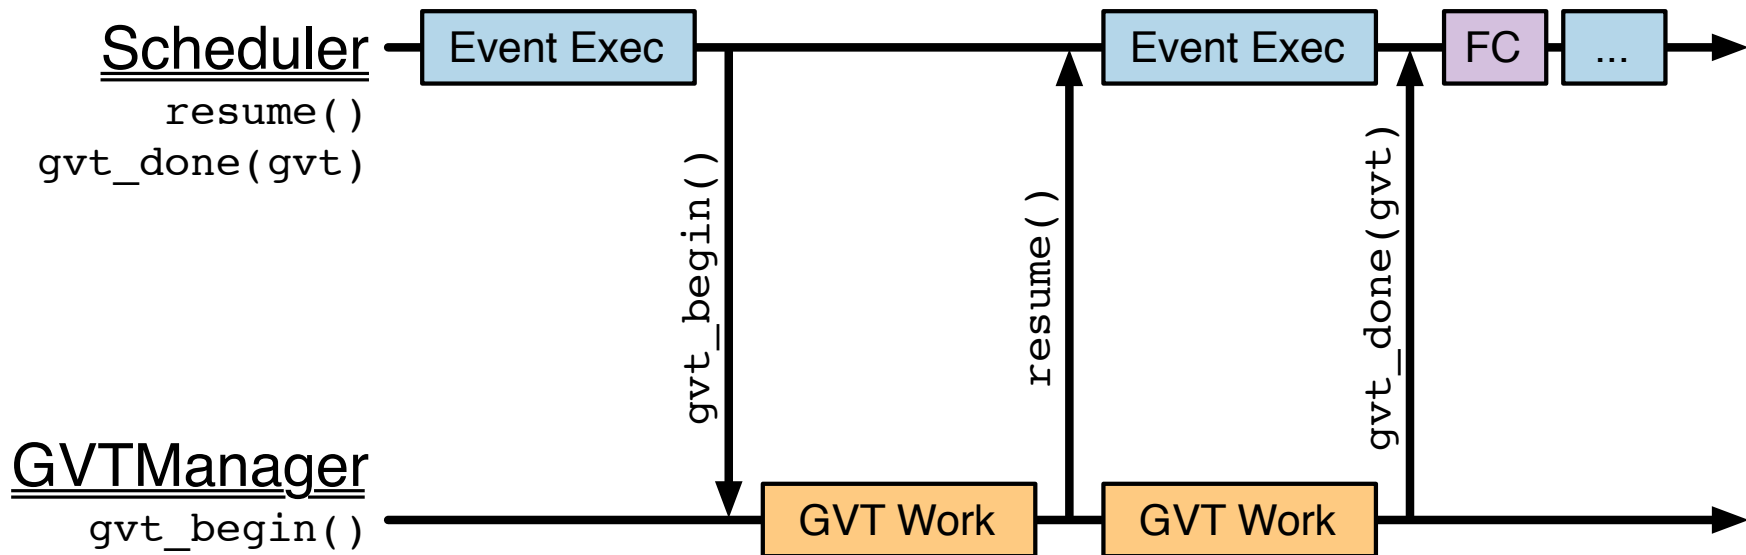 Scheduler
resume()
gvt_done(gvt)
Event Exec
Event Exec
FC
...
gvt_begin()
resume()
gvt_done(gvt)
GVTManager
gvt_begin()
GVT Work
GVT Work